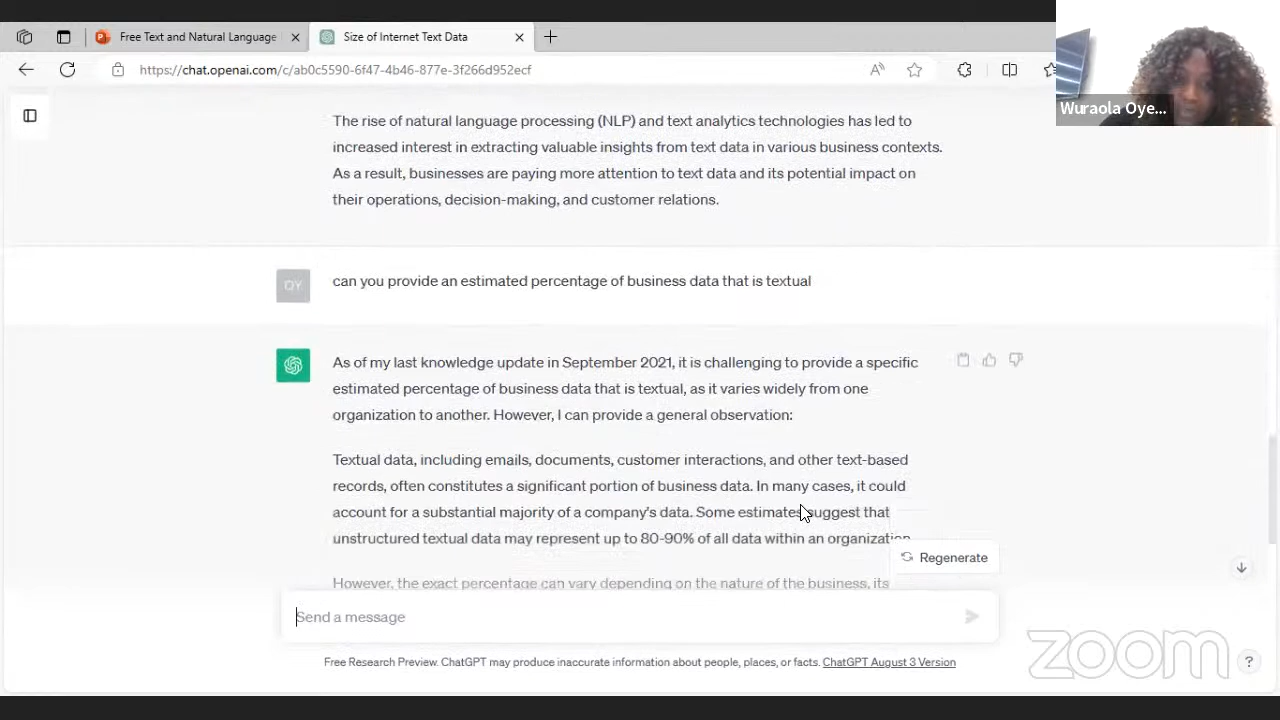 Free Text and Natural Language
Size of Internet Text Data
https://chat.openai.com/c/ab0c5590-6f47-4b46-877e-3f266d952ecf
Wuraola Oye...
The rise of natural language processing (NLP) and text analytics technologies has led to
increased interest in extracting valuable insights from text data in various business contexts.
As a result, businesses are paying more attention to text data and its potential impact on
their operations, decision-making, and customer relations.
OY
can you provide an estimated percentage of business data that is textual
As of my last knowledge update in September 2021, it is challenging to provide a specific
estimated percentage of business data that is textual, as it varies widely from one
organization to another. However, I can provide a general observation:
Textual data, including emails, documents, customer interactions, and other text-based
records, often constitutes a significant portion of business data. In many cases, it could
account for a substantial majority of a company's data. Some estimates suggest that
unstructured textual data may represent up to 80-90% of all data within an organization.
Regenerate
However, the exact percentage can vary depending on the nature of the business, its
Send a message
Free Research Preview. ChatGPT may produce inaccurate information about people, places, or facts. ChatGPT August 3 Version
zoom
?